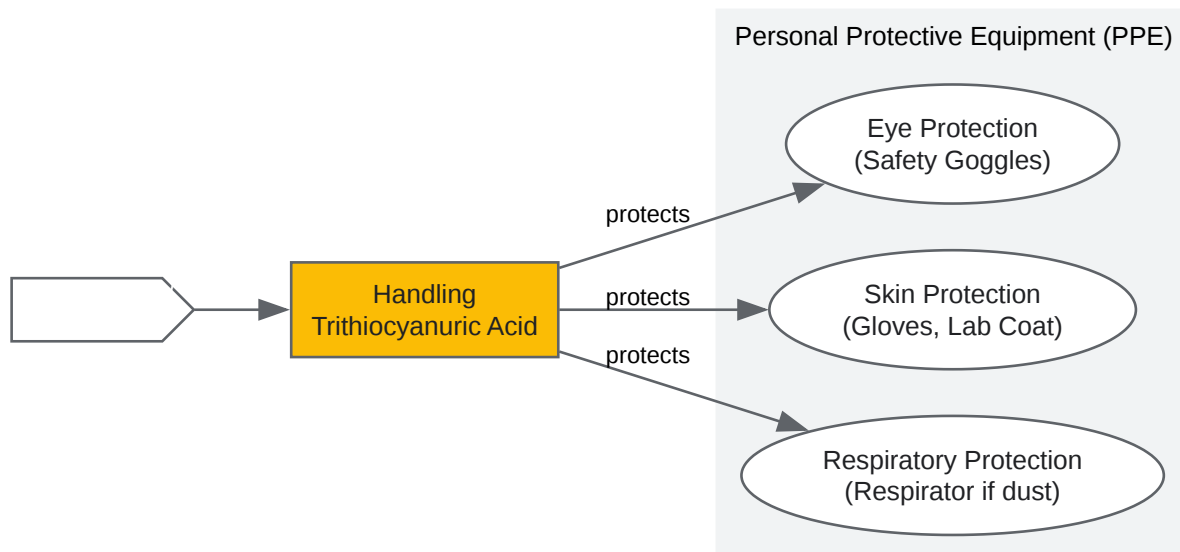 Personal Protective Equipment (PPE)
Eye Protection
(Safety Goggles)
protects
Handling
Trithiocyanuric Acid
protects
Skin Protection
(Gloves, Lab Coat)
protects
Respiratory Protection
(Respirator if dust)